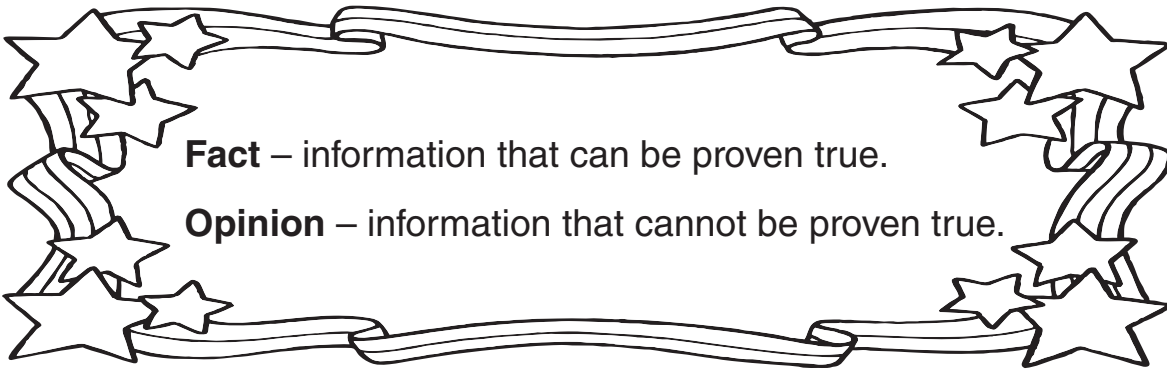 Fact – information that can be proven true.
Opinion – information that cannot be proven true.